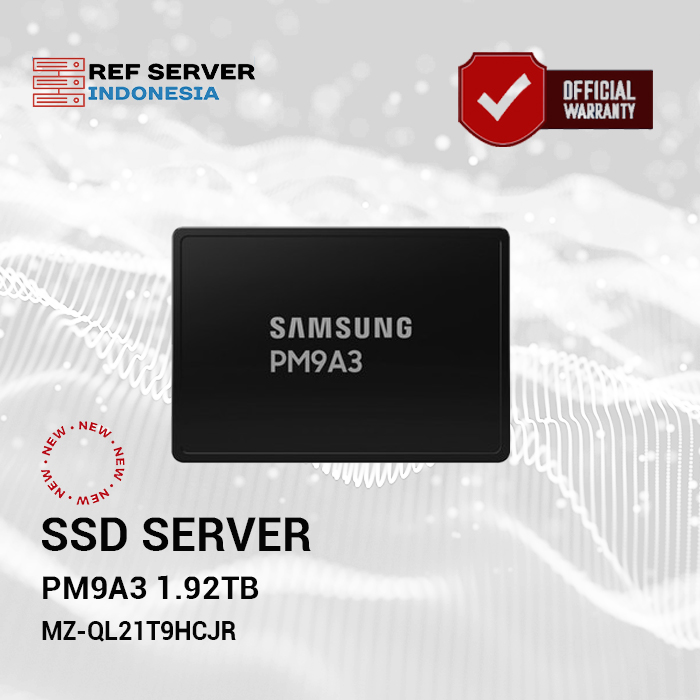 REF SERVER
INDONESIA
OFFICIAL
WARRANTY
SAMSUNG
PM9A3
NEW • NEW • NEW • NEW • NEW •
SSD SERVER
PM9A3 1.92TB
MZ-QL21T9HCJR